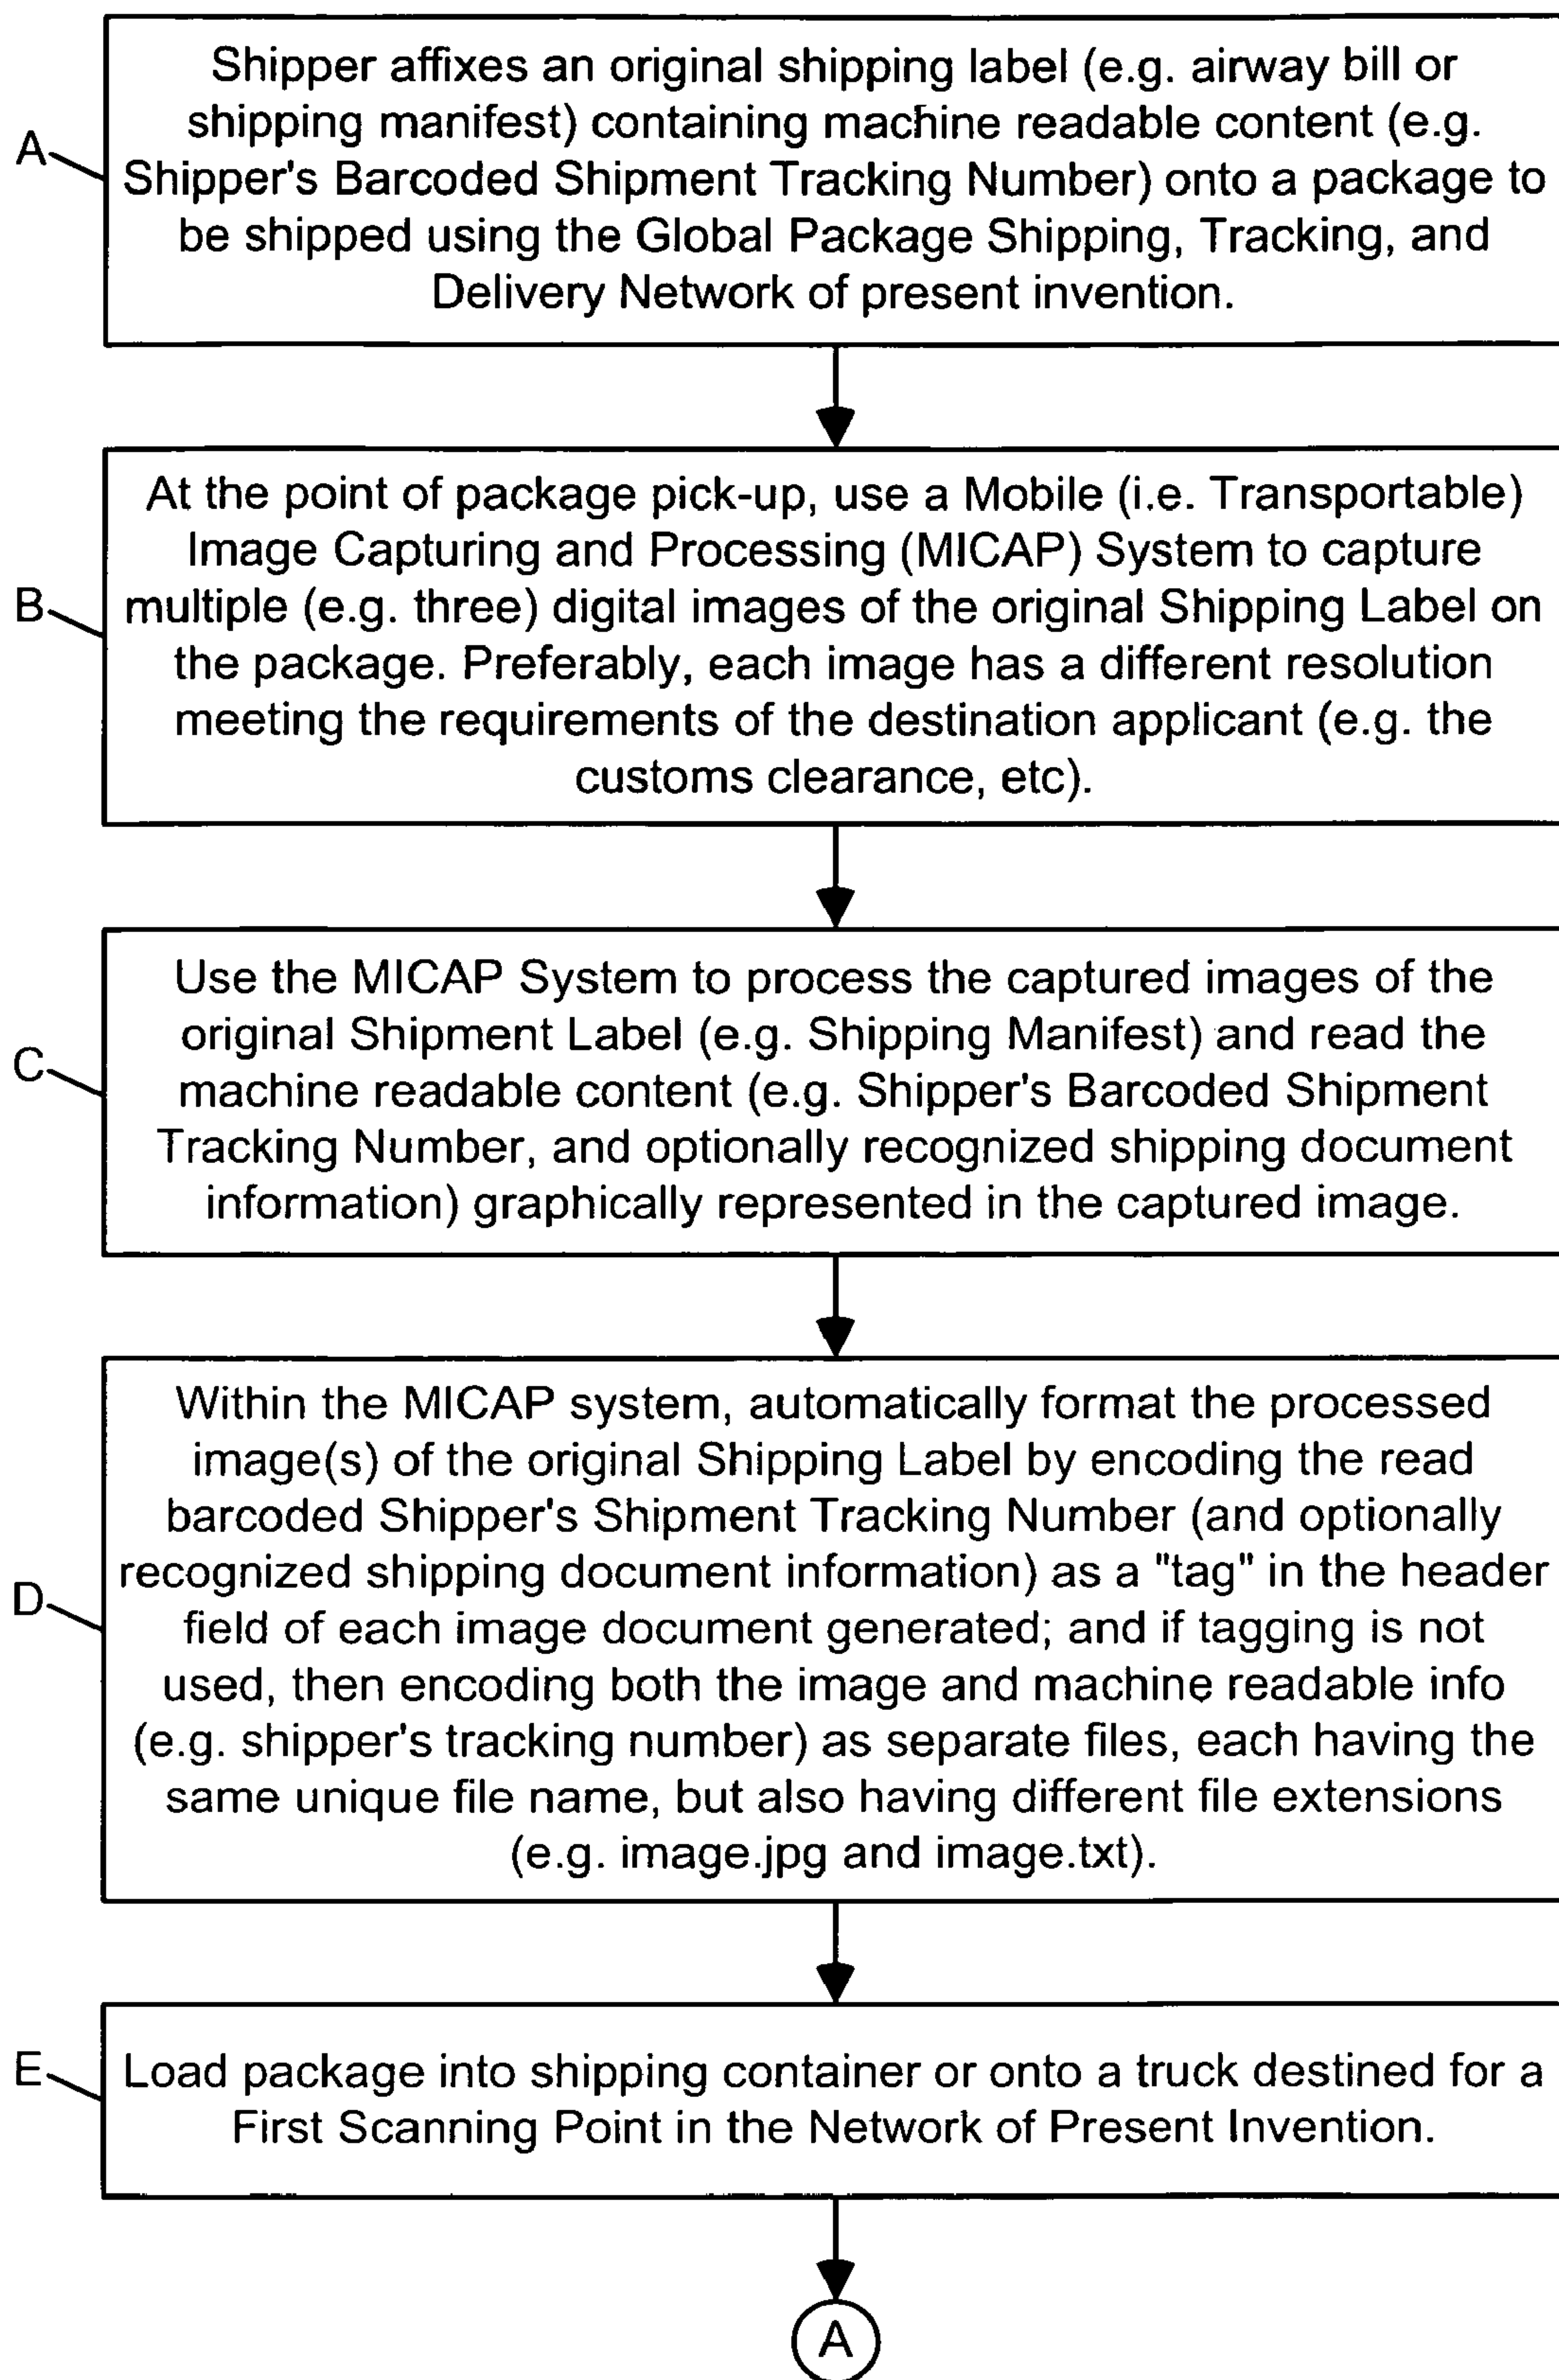 Shipper affixes an original shipping label (e.g. airway bill or
shipping manifest) containing machine readable content (e.g.
A
Shipper's Barcoded Shipment Tracking Number) onto a package to
be shipped using the Global Package Shipping, Tracking, and
Delivery Network of present invention.
At the point of package pick-up, use a Mobile (i.e. Transportable)
Image Capturing and Processing (MICAP) System to capture
B
multiple (e.g. three) digital images of the original Shipping Label on
the package. Preferably, each image has a different resolution
meeting the requirements of the destination applicant (e.g. the
customs clearance, etc).
Use the MICAP System to process the captured images of the
original Shipment Label (e.g. Shipping Manifest) and read the
C
machine readable content (e.g. Shipper's Barcoded Shipment
Tracking Number, and optionally recognized shipping document
information) graphically represented in the captured image.
Within the MICAP system, automatically format the processed
image(s) of the original Shipping Label by encoding the read
barcoded Shipper's Shipment Tracking Number (and optionally
recognized shipping document information) as a "tag" in the header
D
field of each image document generated; and if tagging is not
used, then encoding both the image and machine readable info
(e.g. shipper's tracking number) as separate files, each having the
same unique file name, but also having different file extensions
(e.g. image.jpg and image.txt).
E
Load package into shipping container or onto a truck destined for a
First Scanning Point in the Network of Present Invention.
A